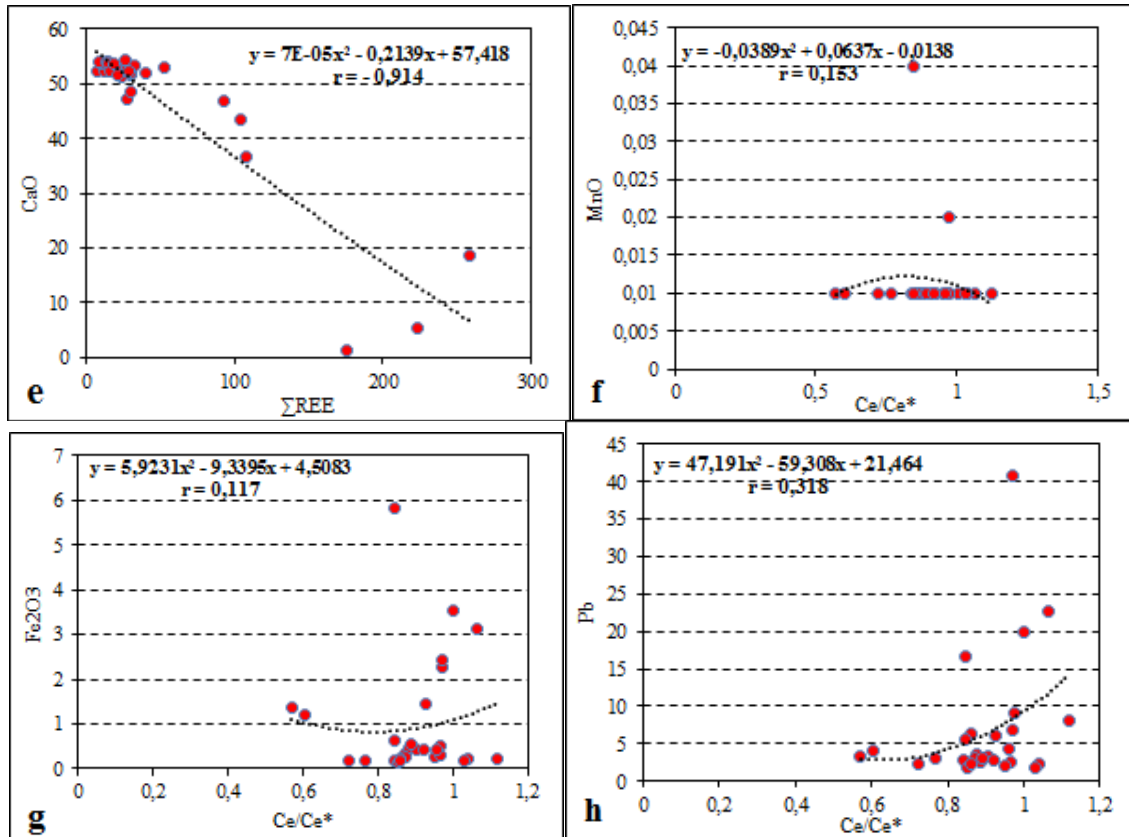 y = 7E-05x² - 0,2139x + 57,418
r = - 0,914
60
50
40
30
20
10
0
CaO
0 100 200 300
∑REE
e
y = -0,0389x² + 0,0637x - 0,0138
r = 0,153
0,045
0,04
0,035
0,03
0,025
0,02
0,015
0,01
0,005
0
MnO
0 0,5 1 1,5
Ce/Ce*
f
y = 5,9231x² - 9,3395x + 4,5083
r = 0,117
7
6
5
4
3
2
1
0
Fe2O3
0 0,2 0,4 0,6 0,8 1 1,2
Ce/Ce*
g
y = 47,191x² - 59,308x + 21,464
r = 0,318
45
40
35
30
25
20
15
10
5
0
Pb
0 0,2 0,4 0,6 0,8 1 1,2
Ce/Ce*
h